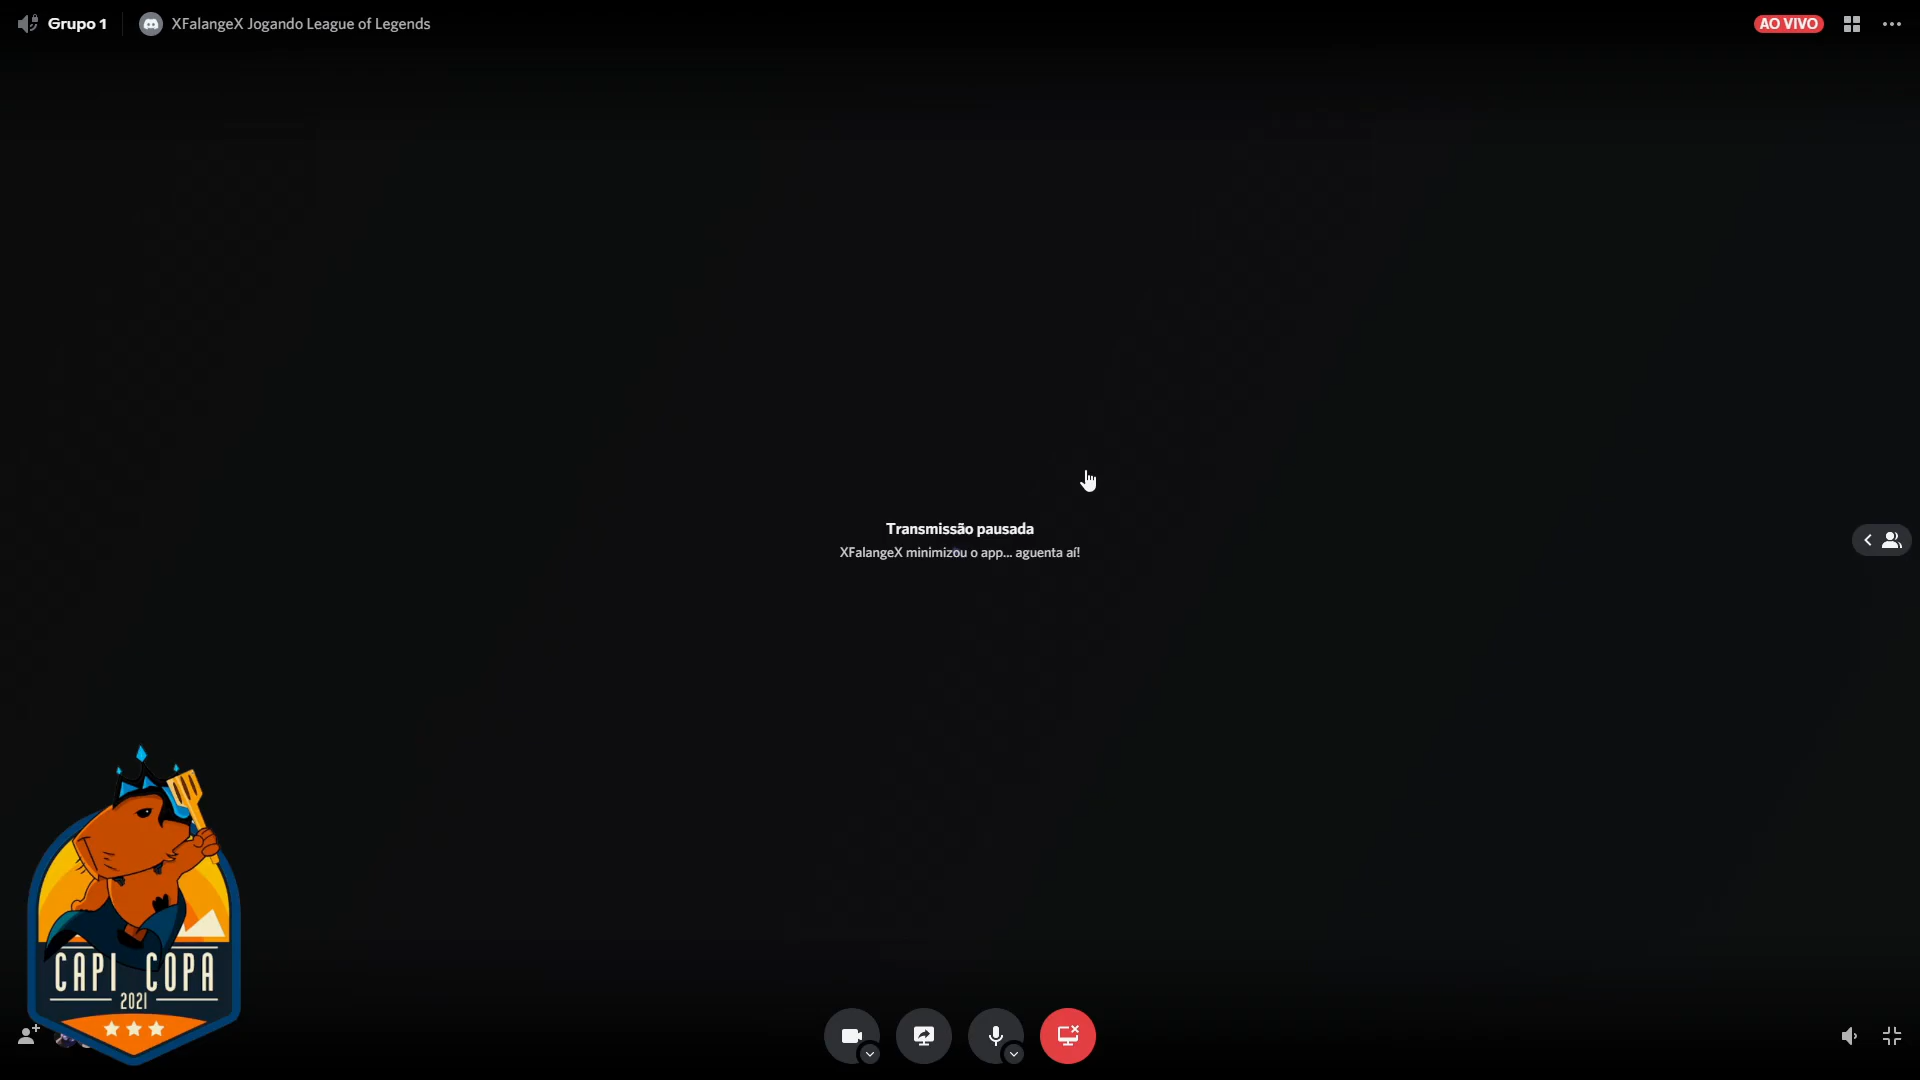 Grupo 1
XFalangeX Jogando League of Legends
AO VIVO
Transmissão pausada
XFalangeX minimizou o app... aguenta aí!
CAPI COPA
2021